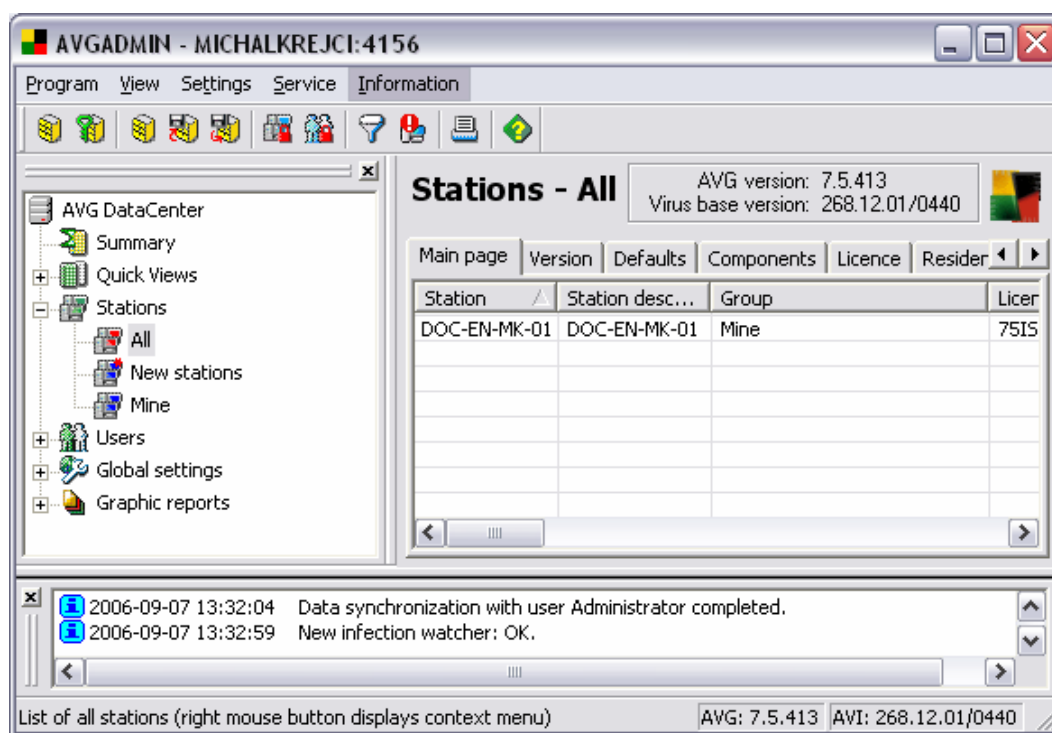 AVGADMIN - MICHALKREJCI:4156
Program View Settings Service Information
AVG DataCenter
Summary
Quick Views
Stations
All
New stations
Mine
Users
Global settings
Graphic reports
Stations - All
AVG version: 7.5.413
Virus base version: 268.12.01/0440
Main page Version Defaults Components Licence Resider
Station Station desc... Group Licer
DOC-EN-MK-01 DOC-EN-MK-01 Mine 75IS
2006-09-07 13:32:04 Data synchronization with user Administrator completed.
2006-09-07 13:32:59 New infection watcher: OK.
List of all stations (right mouse button displays context menu) AVG: 7.5.413 AVI: 268.12.01/0440